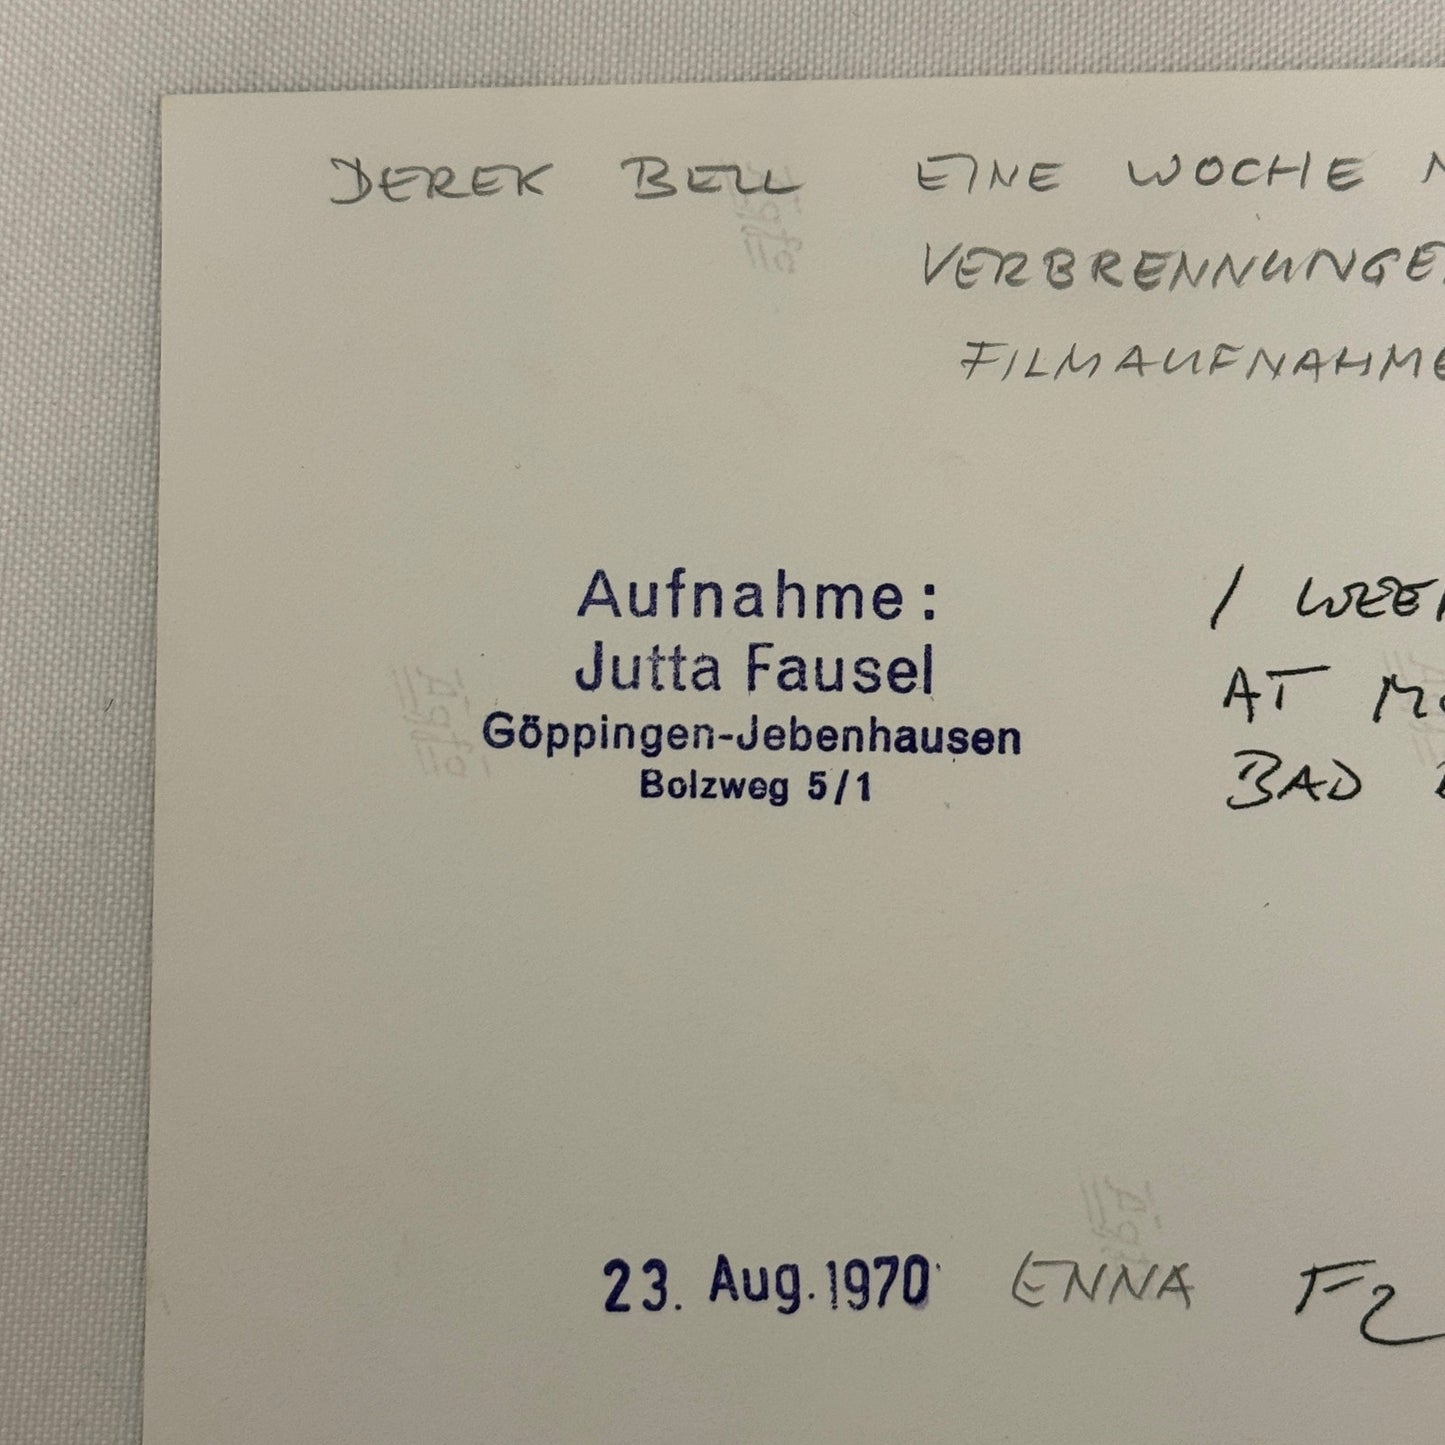 DEREK BELL EINE WOCHE
VERBRENNUNGE
FILMAUFNAHME
Aufnahme:
Jutta Fausel
Göppingen-Jebenhausen
Bolzweg 5/1
1 WEE
AT
BAD
23. Aug. 1970 ENNA F2